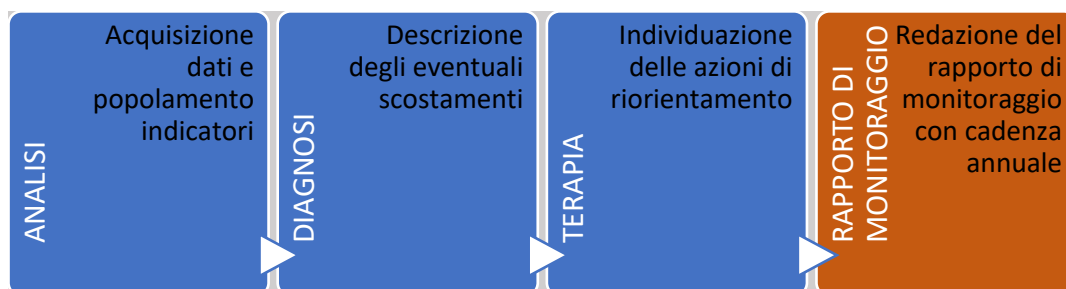 ANALISI
Acquisizione
dati e
popolamento
indicatori
DIAGNOSI
Descrizione
degli eventuali
scostamenti
TERAPIA
Individuazione
delle azioni di
riorientamento
RAPPORTO DI
MONITORAGGIO
Redazione del
rapporto di
monitoraggio
con cadenza
annuale